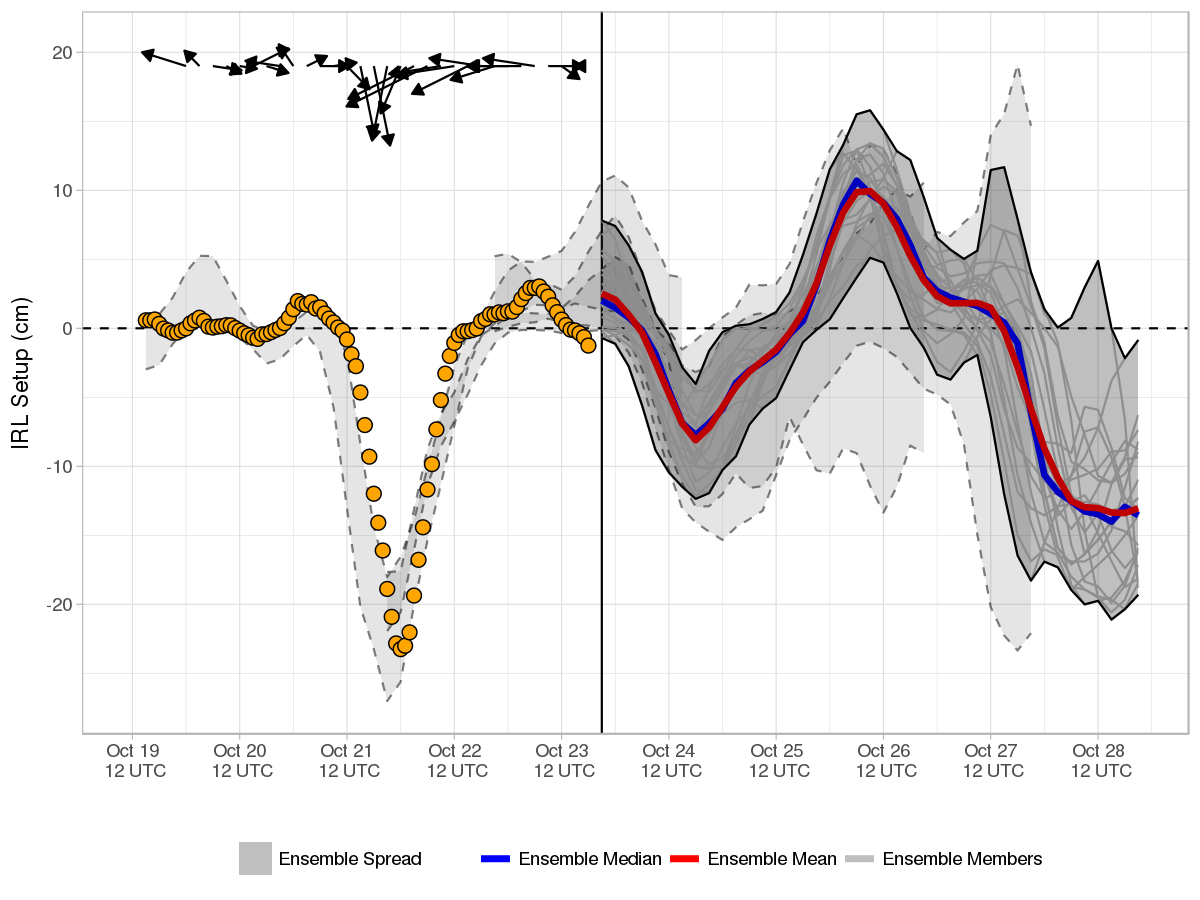 IRL Setup (cm)
20
10
0
-10
-20
Oct 19 Oct 20 Oct 21 Oct 22 Oct 23 Oct 24 Oct 25 Oct 26 Oct 27 Oct 28
12 UTC 12 UTC 12 UTC 12 UTC 12 UTC 12 UTC 12 UTC 12 UTC 12 UTC 12 UTC
Ensemble Spread Ensemble Median Ensemble Mean Ensemble Members